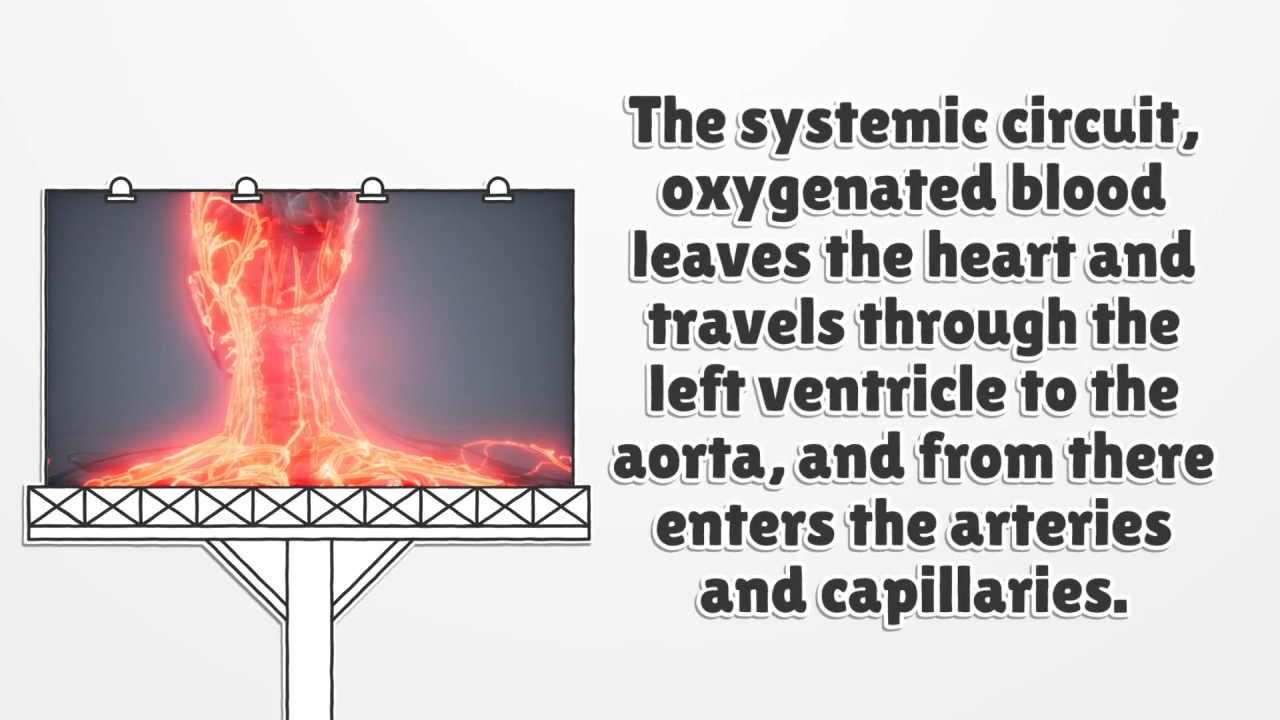 The systemic circuit,
oxygenated blood
leaves the heart and
travels through the
left ventricle to the
aorta, and from there
enters the arteries
and capillaries.